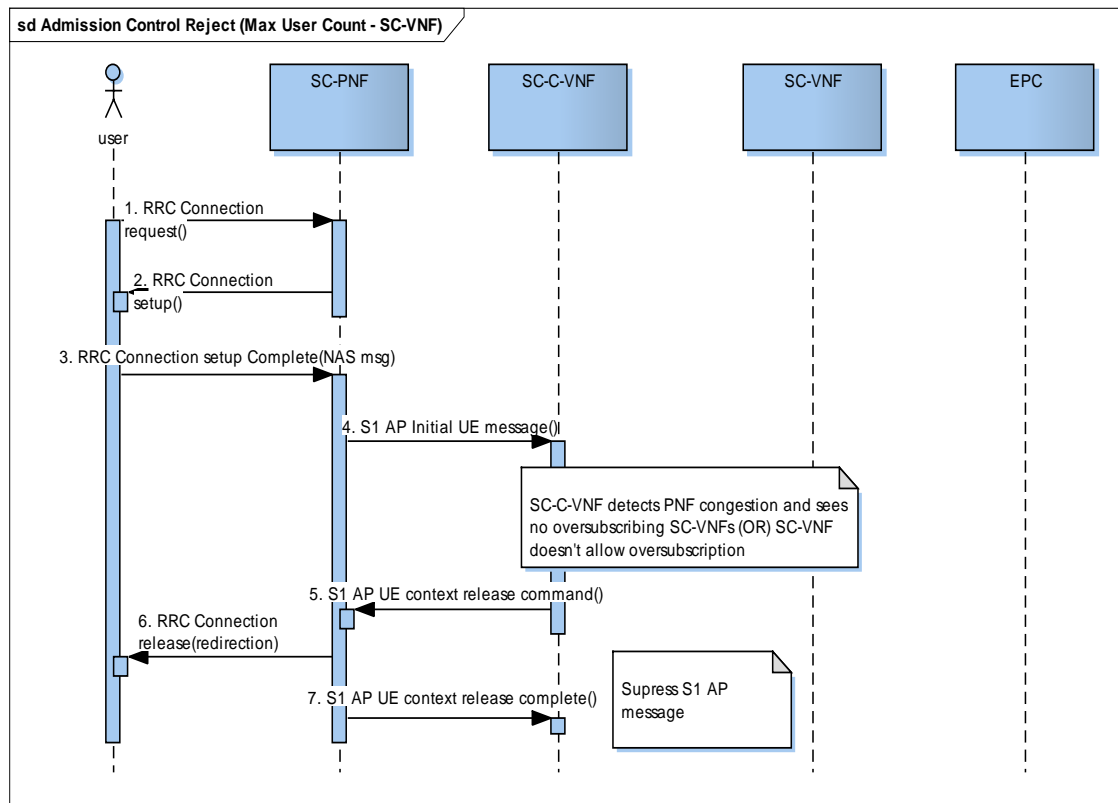 sd Admission Control Reject (Max User Count - SC-VNF)
user
SC-PNF
SC-C-VNF
SC-VNF
EPC
1. RRC Connection
request()
2. RRC Connection
setup()
3. RRC Connection setup Complete(NAS msg)
4. S1 AP Initial UE message()
SC-C-VNF detects PNF congestion and sees
no oversubscribing SC-VNFs (OR) SC-VNF
doesn't allow oversubscription
5. S1 AP UE context release command()
6. RRC Connection
release(redirection)
7. S1 AP UE context release complete()
Supress S1 AP
message